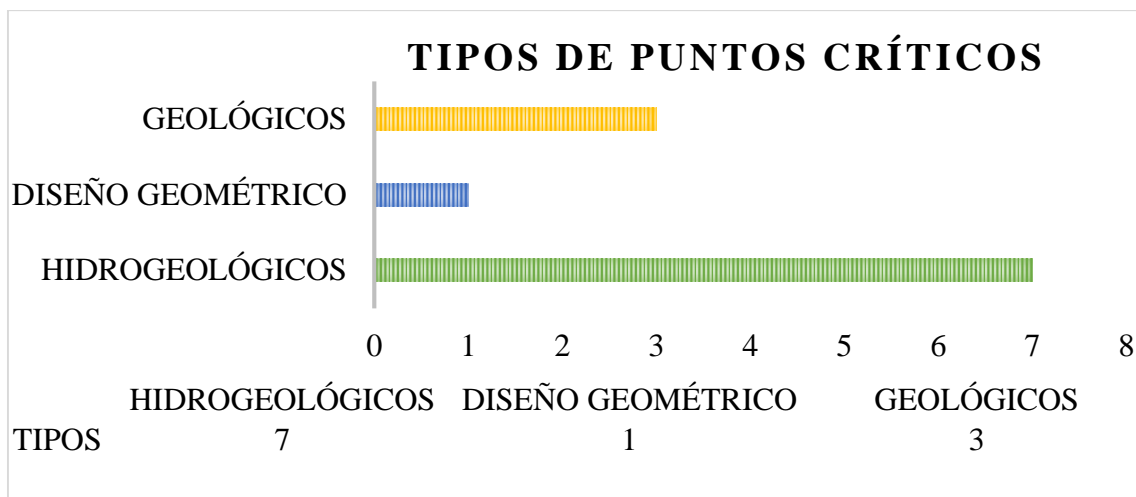 TIPOS DE PUNTOS CRÍTICOS
GEOLÓGICOS
DISEÑO GEOMÉTRICO
HIDROGEOLÓGICOS
0 1 2 3 4 5 6 7 8
HIDROGEOLÓGICOS DISEÑO GEOMÉTRICO GEOLÓGICOS
TIPOS 7 1 3